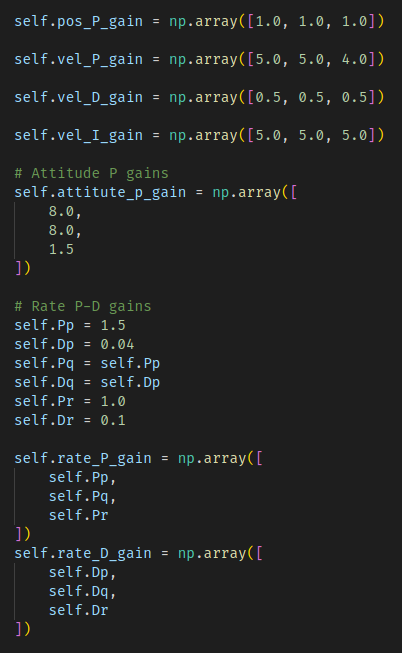 self.pos_P_gain = np.array([1.0, 1.0, 1.0])
self.vel_P_gain = np.array([5.0, 5.0, 4.0])
self.vel_D_gain = np.array([0.5, 0.5, 0.5])
self.vel_I_gain = np.array([5.0, 5.0, 5.0])
# Attitude P gains
self.attitute_p_gain = np.array([
    8.0,
    8.0,
    1.5
])
# Rate P-D gains
self.Pp = 1.5
self.Dp = 0.04
self.Pq = self.Pp
self.Dq = self.Dp
self.Pr = 1.0
self.Dr = 0.1
self.rate_P_gain = np.array([
    self.Pp,
    self.Pq,
    self.Pr
])
self.rate_D_gain = np.array([
    self.Dp,
    self.Dq,
    self.Dr
])